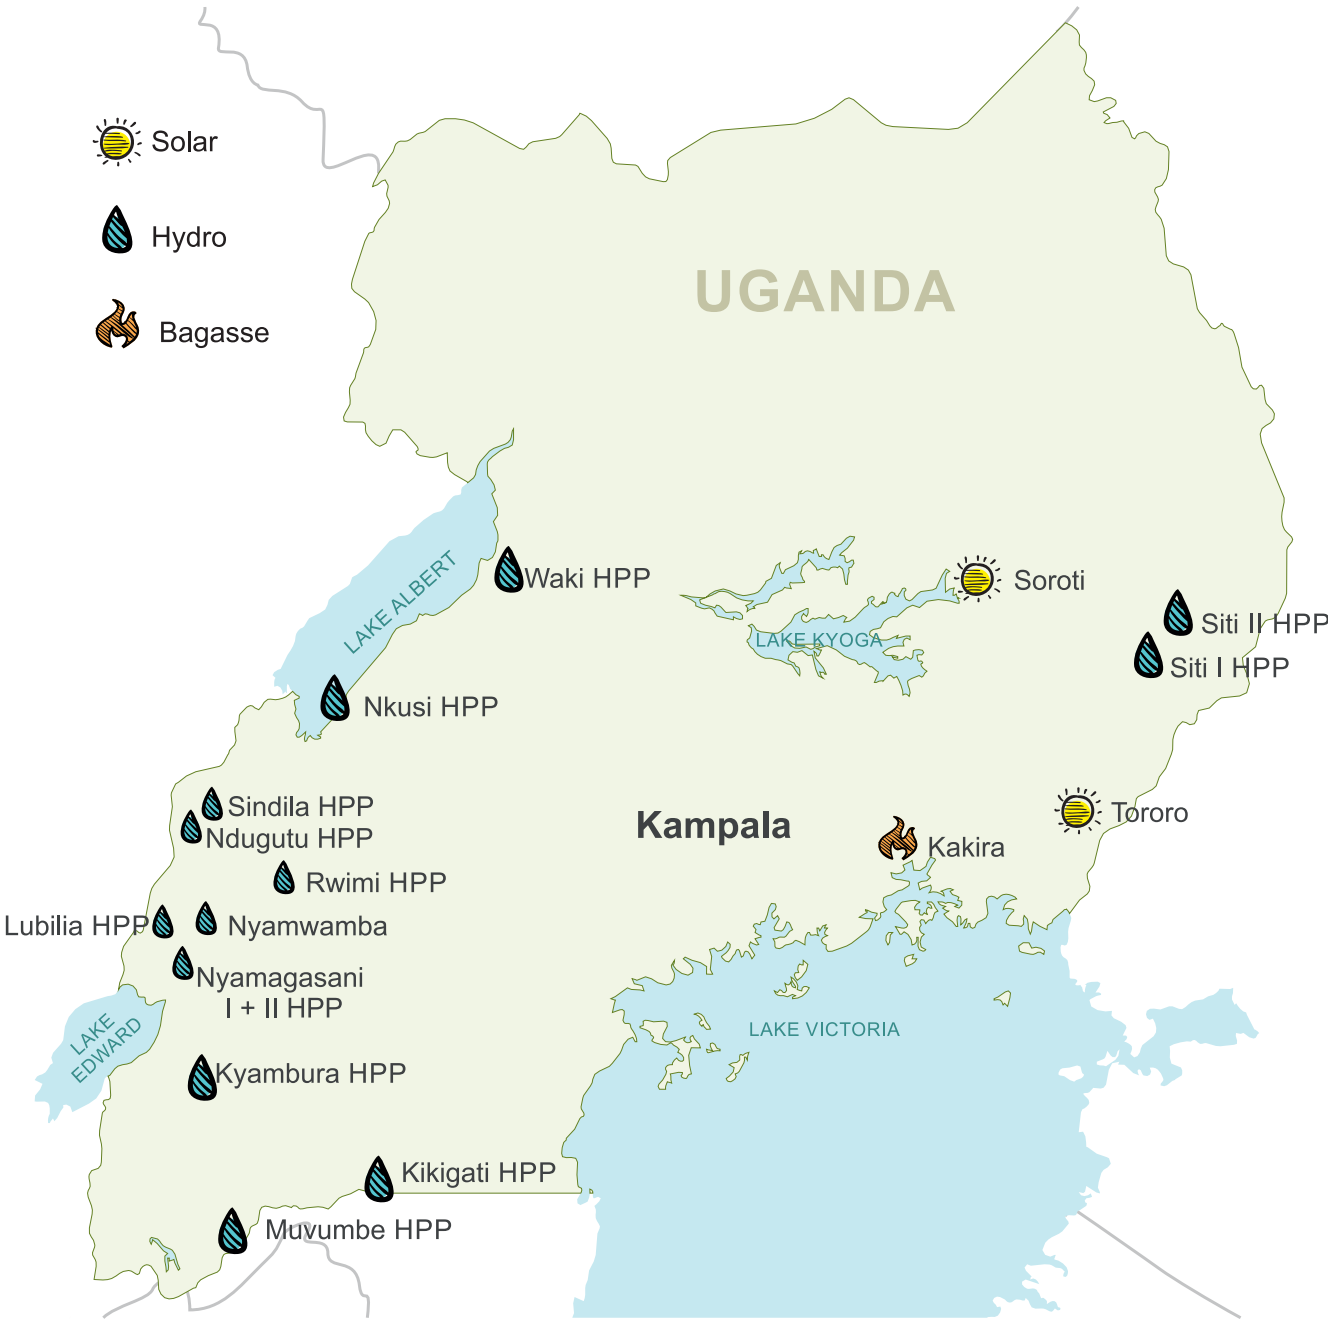 Solar
Hydro
Bagasse
UGANDA
LAKE ALBERT
Waki HPP
Soroti
LAKE KYOGA
Siti II HPP
Siti I HPP
Nkusi HPP
Sindila HPP
Ndugutu HPP
Kampala
Tororo
Kakira
Rwimi HPP
Lubilia HPP
Nyamwamba
Nyamagasani
I + II HPP
LAKE
EDWARD
LAKE VICTORIA
Kyambura HPP
Kikigati HPP
Muvumbe HPP